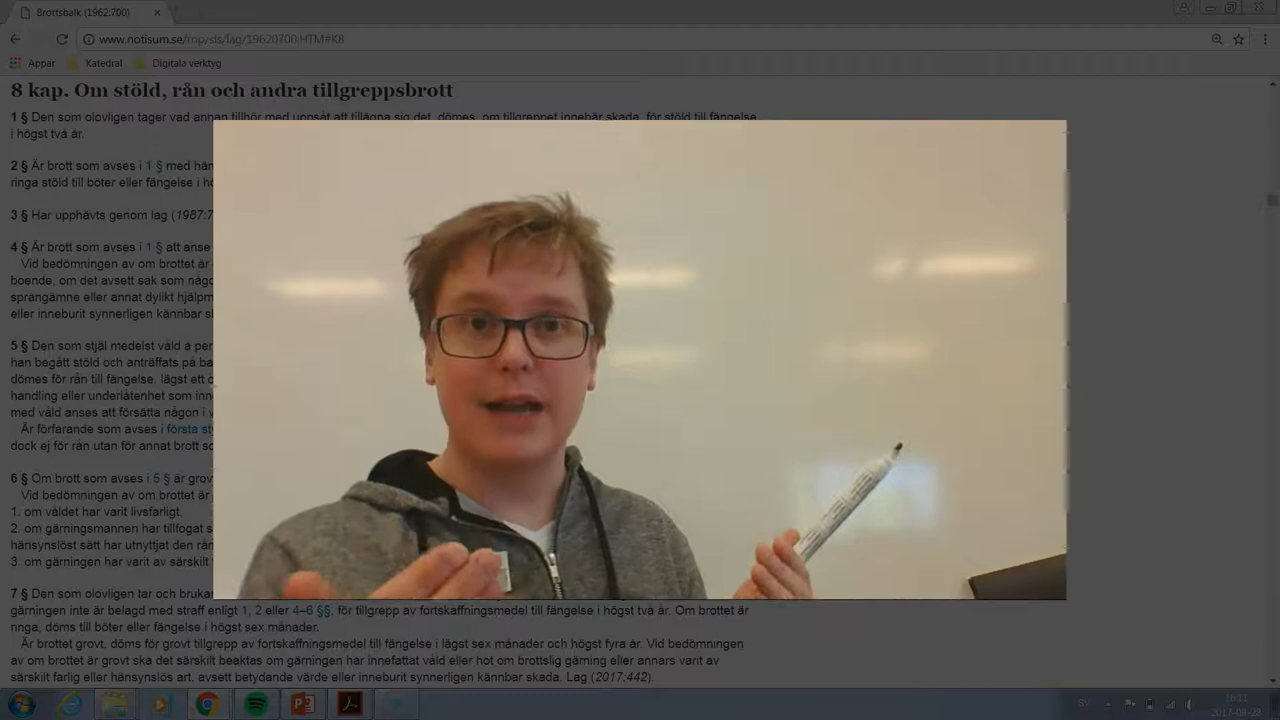 Brottsbalk (1962:700)
www.notisum.se/rnp/sls/lag/19620700.HTM#K8
Appar Katedral Digitala verktyg
8 kap. Om stöld, rån och andra tillgreppsbrott
1 § Den som olovligen tager vad annan tillhör med uppsåt att tillägna sig det, dömes, om tillgreppet innebär skada, för stöld till fängelse
i högst två år.
2 § Är brott som avses i 1 § med hän
ringa stöld till böter eller fängelse i hö
3 § Har upphävts genom lag (1987:7
4 § Är brott som avses i 1 § att anse
Vid bedömningen av om brottet är
boende, om det avsett sak som någo
sprängämne eller annat dylikt hjälpm
eller inneburit synnerligen kännbar sk
5 § Den som stjäl medelst våld å per
han begått stöld och anträffats på ba
dömes för rån till fängelse, lägst ett o
handling eller underlåtenhet som inn
med våld anses att försätta någon i v
Är förfarande som avses i första sty
dock ej för rån utan för annat brott so
6 § Om brott som avses i 5 § är grov
Vid bedömningen av om brottet är
1. om våldet har varit livsfarligt,
2. om gärningsmannen har tillfogat s
hänsynslöst sätt har utnyttjat den rån
3. om gärningen har varit av särskilt
7 § Den som olovligen tar och brukar
gärningen inte är belagd med straff enligt 1, 2 eller 4–6 §§, för tillgrepp av fortskaffningsmedel till fängelse i högst två år. Om brottet är
ringa, döms till böter eller fängelse i högst sex månader.
Är brottet grovt, döms för grovt tillgrepp av fortskaffningsmedel till fängelse i lägst sex månader och högst fyra år. Vid bedömningen
av om brottet är grovt ska det särskilt beaktas om gärningen har innefattat våld eller hot om brottslig gärning eller annars varit av
särskilt farlig eller hänsynslös art, avsett betydande värde eller inneburit synnerligen kännbar skada. Lag (2017:442).
SV
16:11
2017-09-28